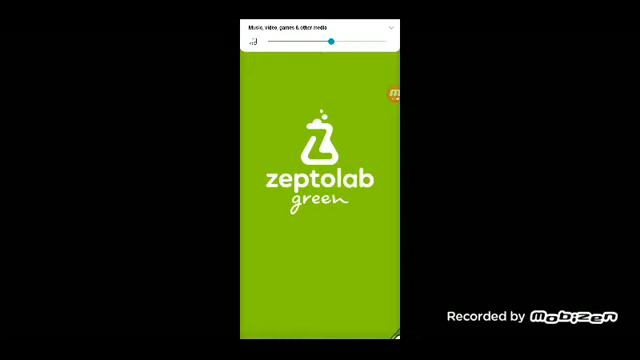 Music, video, games & other media
M
zeptolab
green
Recorded by Mobizen